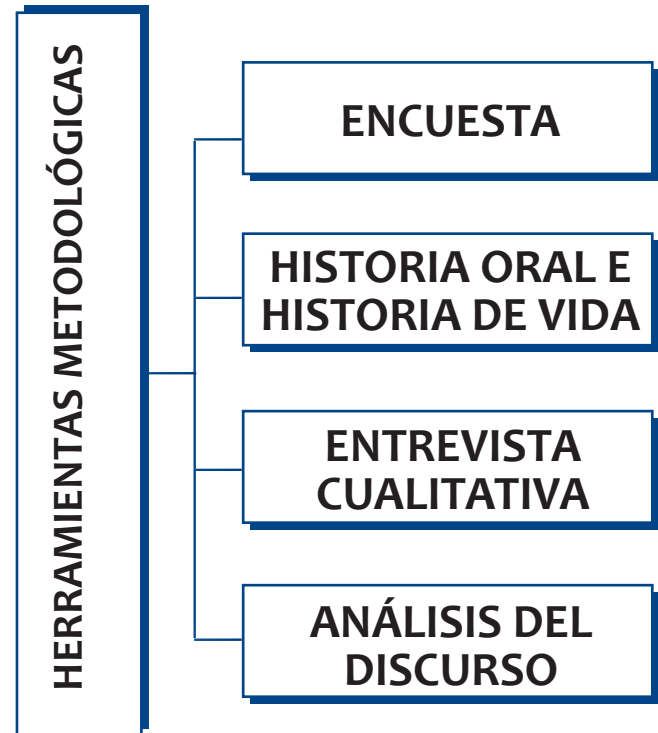 HERRAMIENTAS METODOLÓGICAS
ENCUESTA
HISTORIA ORAL E
HISTORIA DE VIDA
ENTREVISTA
CUALITATIVA
ANÁLISIS DEL
DISCURSO